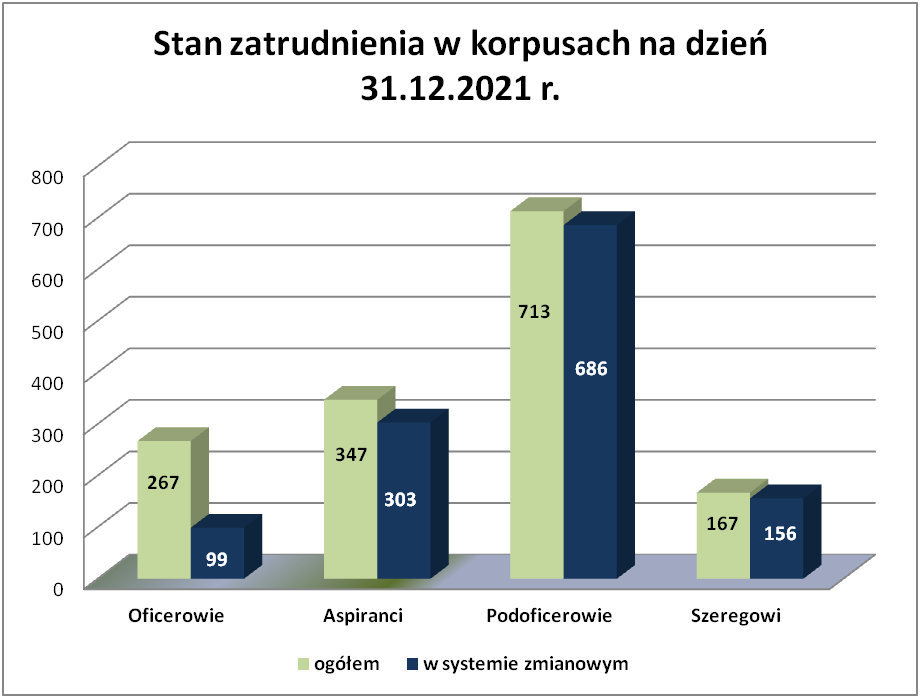 Stan zatrudnienia w korpusach na dzień
31.12.2021 r.
800
700
600
500
400
300
200
100
0
267
99
347
303
713
686
167
156
Oficerowie
Aspiranci
Podoficerowie
Szeregowi
ogółem
w systemie zmianowym